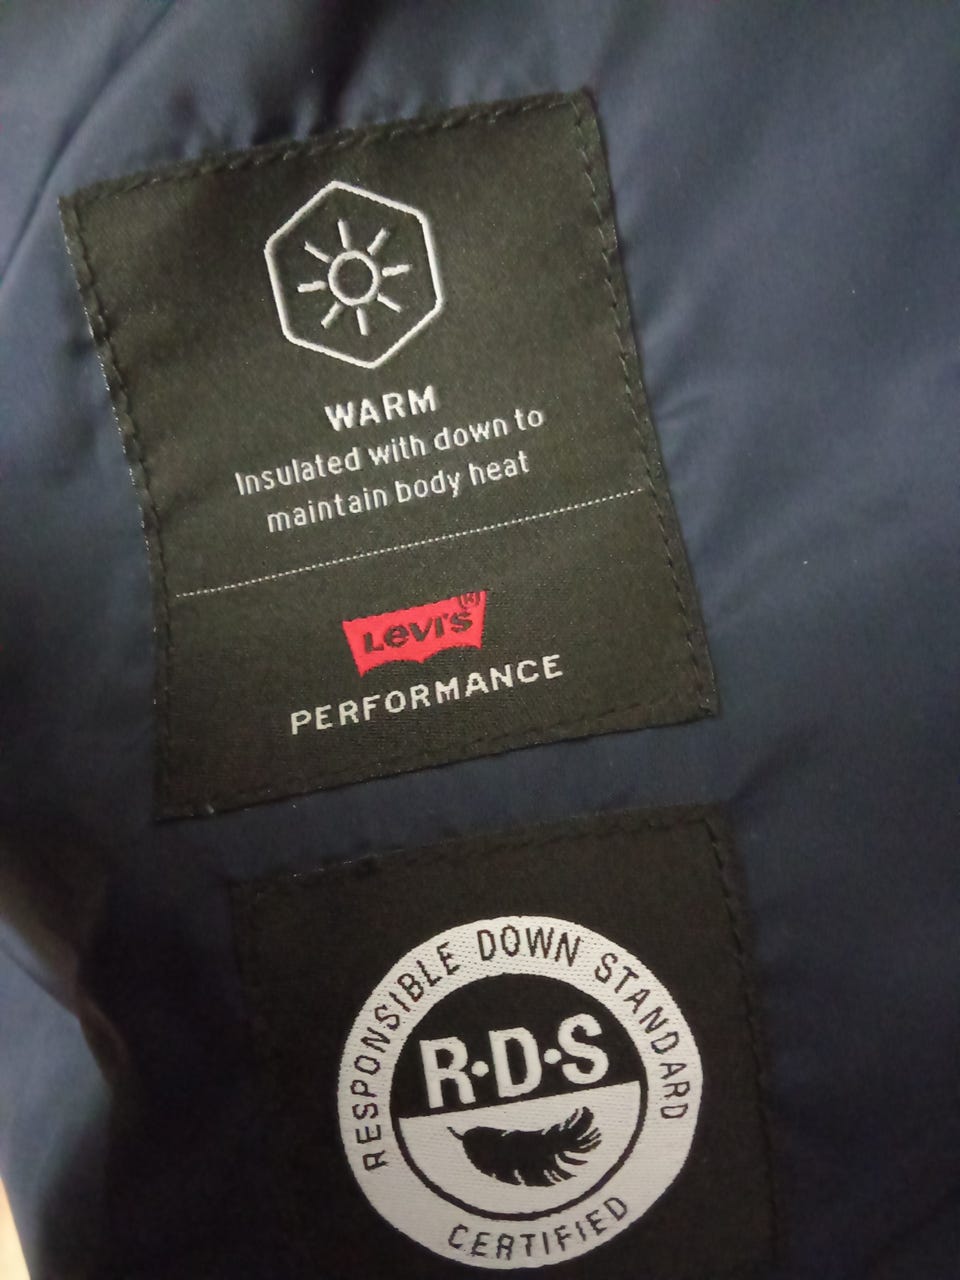 WARM
Insulated with down to
maintain body heat
Levi's®
PERFORMANCE
RESPONSIBLE DOWN STANDARD
R·D·S
CERTIFIED